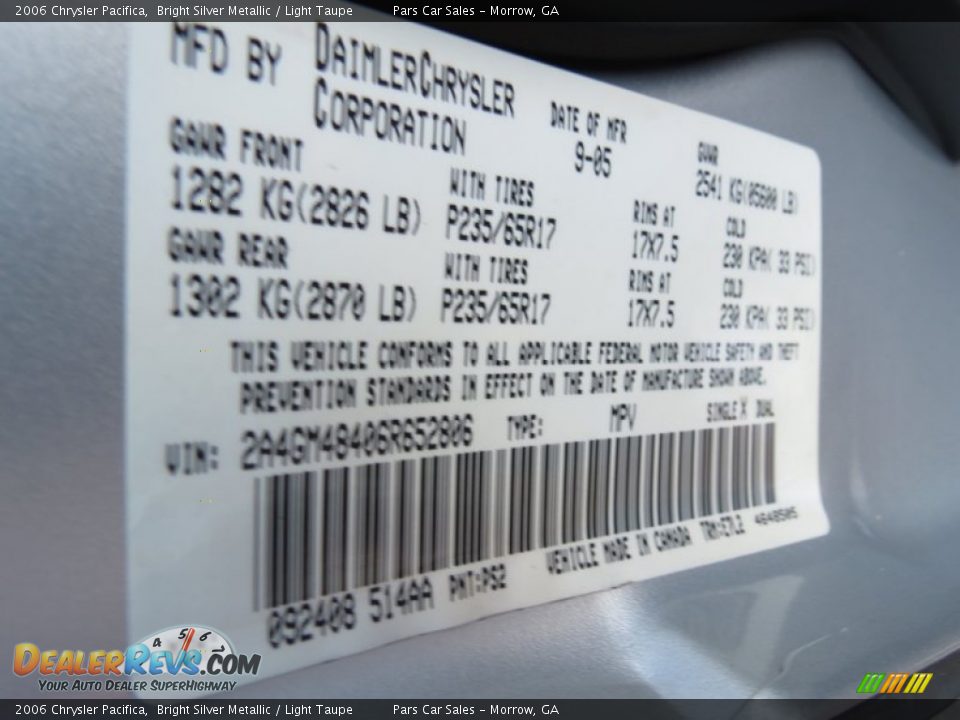 2006 Chrysler Pacifica, Bright Silver Metallic / Light Taupe Pars Car Sales - Morrow, GA
MFD BY DAIMLERCHRYSLER CORPORATION
DATE OF MFR 9-05
GVWR 2541 KG(05600 LB)
GAWR FRONT WITH TIRES RIMS AT COLD
1282 KG(2826 LB) P235/65R17 17X7.5 230 KPA( 33 PSI)
GAWR REAR WITH TIRES RIMS AT COLD
1302 KG(2870 LB) P235/65R17 17X7.5 230 KPA( 33 PSI)
THIS VEHICLE CONFORMS TO ALL APPLICABLE FEDERAL MOTOR VEHICLE SAFETY AND THEFT
PREVENTION STANDARDS IN EFFECT ON THE DATE OF MANUFACTURE SHOWN ABOVE.
VIN: 2A4GM48406R652806 TYPE: MPV SINGLE X DUAL
092408 514AA PNT:PS2 VEHICLE MADE IN CANADA TRM:E7L2
4 5 6
DEALERREVS.COM
YOUR AUTO DEALER SUPERHIGHWAY
2006 Chrysler Pacifica, Bright Silver Metallic / Light Taupe Pars Car Sales - Morrow, GA